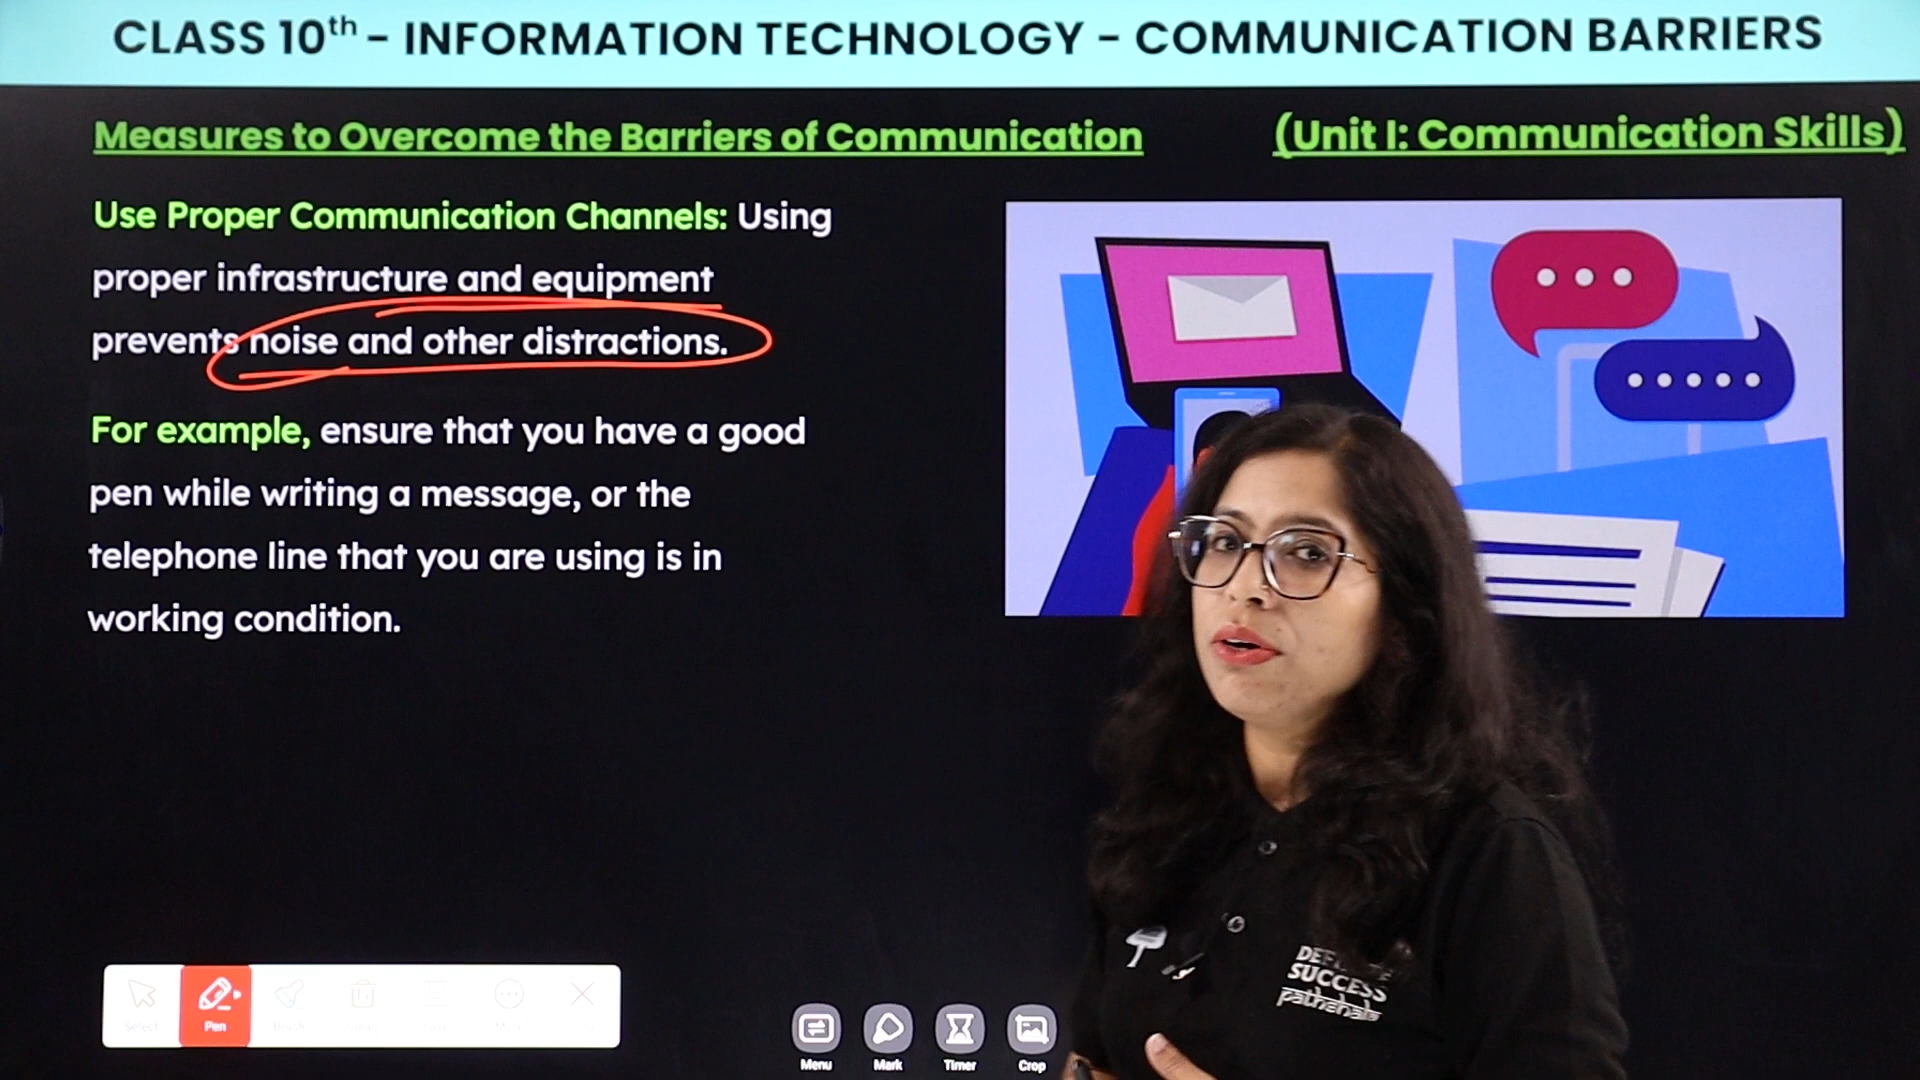 CLASS 10th - INFORMATION TECHNOLOGY - COMMUNICATION BARRIERS
Measures to Overcome the Barriers of Communication
(Unit I: Communication Skills)
Use Proper Communication Channels: Using
proper infrastructure and equipment
prevents noise and other distractions.
For example, ensure that you have a good
pen while writing a message, or the
telephone line that you are using is in
working condition.
Select
Pen
Menu
Mark
Timer
Crop
SUCCESS
pathshala